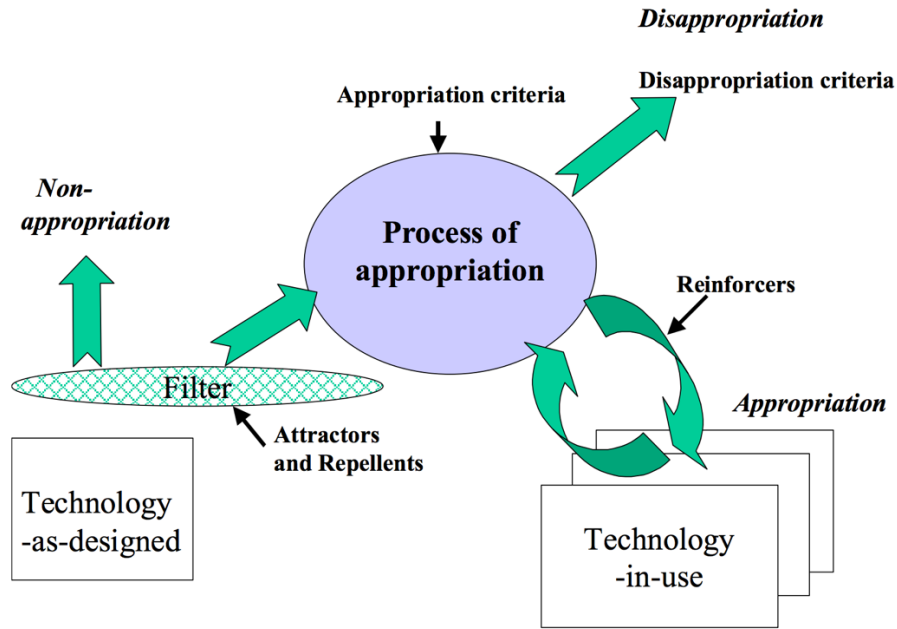 Disappropriation
Disappropriation criteria
Appropriation criteria
Non-
appropriation
Process of
appropriation
Reinforcers
Filter
Appropriation
Attractors
and Repellents
Technology
-as-designed
Technology
-in-use